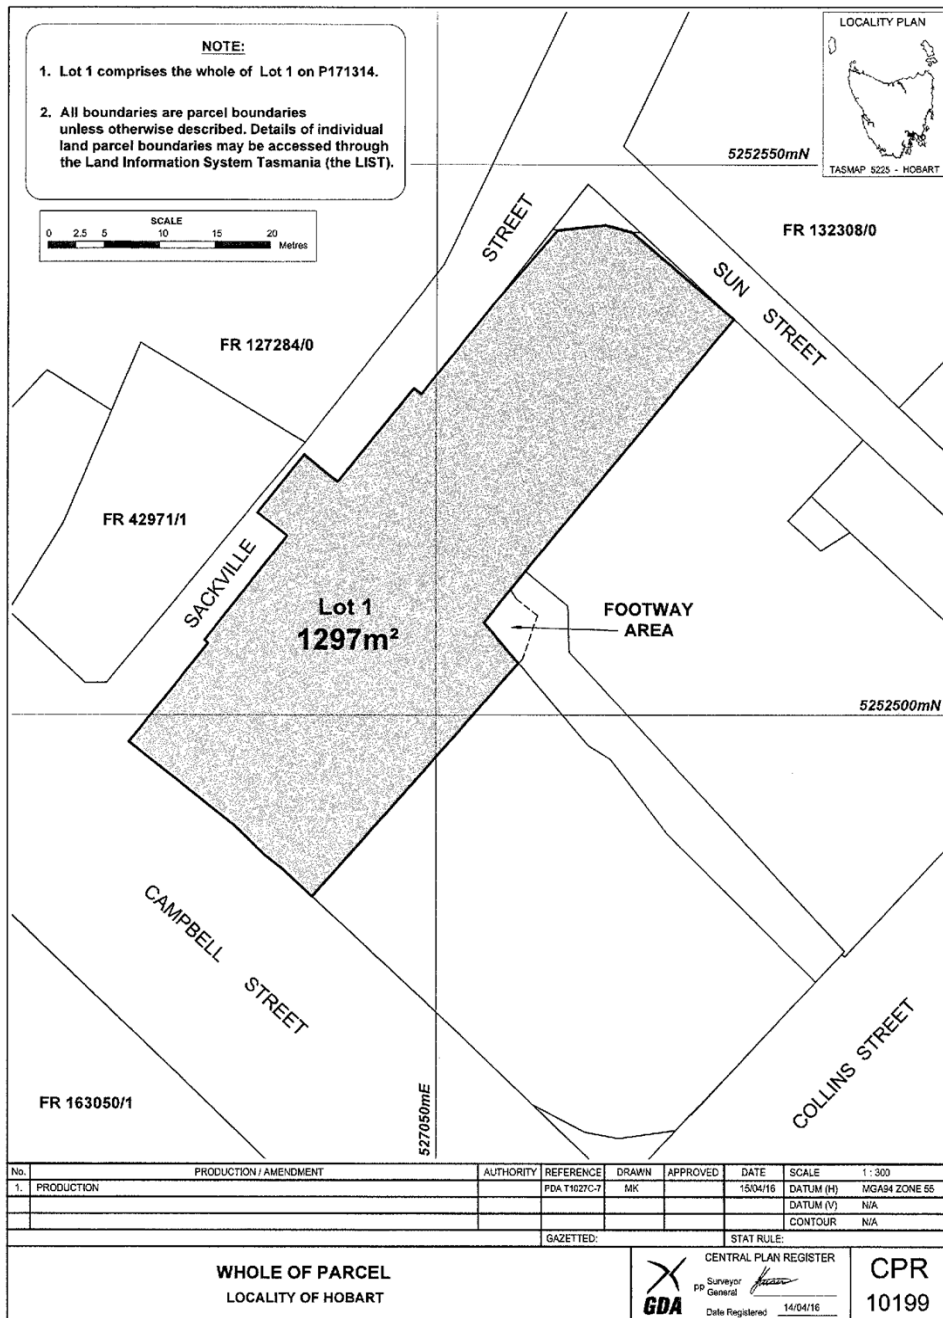 NOTE:
1. Lot 1 comprises the whole of Lot 1 on P171314.
2. All boundaries are parcel boundaries
unless otherwise described. Details of individual
land parcel boundaries may be accessed through
the Land Information System Tasmania (the LIST).
LOCALITY PLAN
TASMAP 5225 - HOBART
SCALE
0 2.5 5 10 15 20
Metres
5252550mN
FR 132308/0
STREET
SUN STREET
FR 127284/0
FR 42971/1
SACKVILLE
Lot 1
1297m²
FOOTWAY
AREA
5252500mN
CAMPBELL STREET
COLLINS STREET
FR 163050/1
527050mE
No. PRODUCTION / AMENDMENT AUTHORITY REFERENCE DRAWN APPROVED DATE SCALE 1 : 300
1. PRODUCTION PDA T1027C-7 MK 15/04/16 DATUM (H) MGA94 ZONE 55
DATUM (V) N/A
CONTOUR N/A
GAZETTED: STAT RULE:
WHOLE OF PARCEL
LOCALITY OF HOBART
GDA
CENTRAL PLAN REGISTER
pp Surveyor
General
Date Registered 14/04/16
CPR
10199